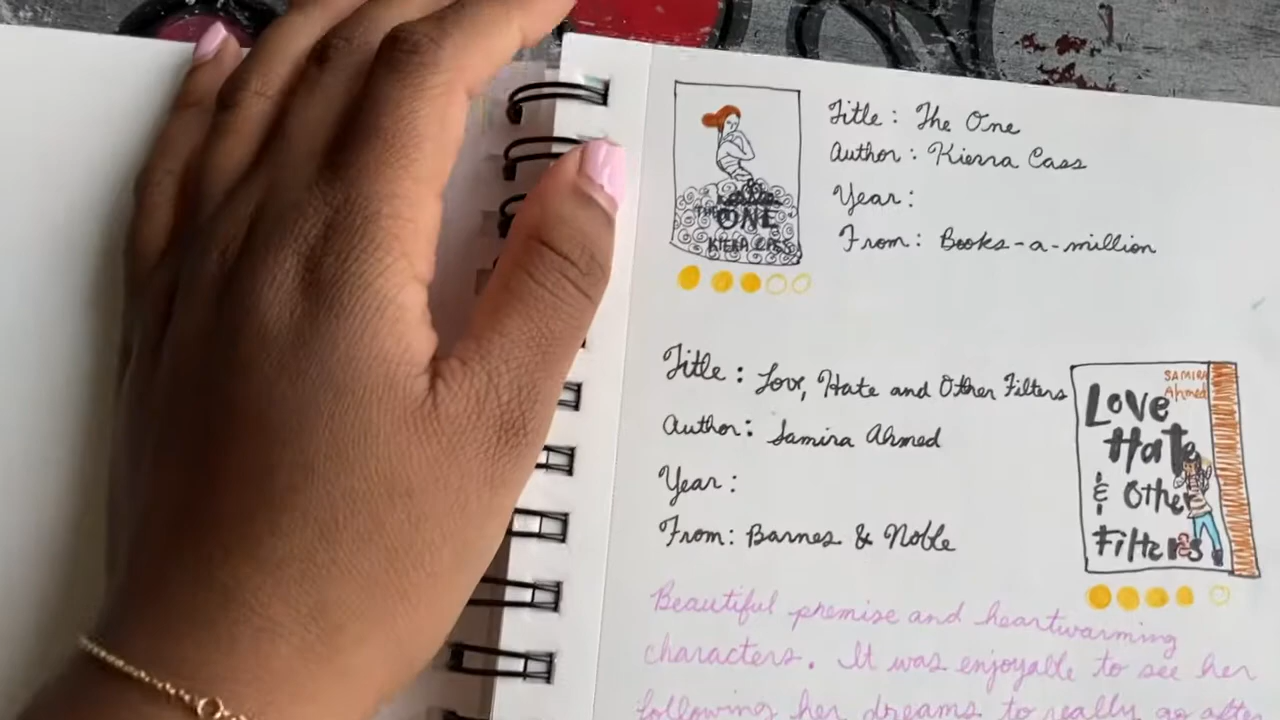 THE
ONE
KIERA CASS
Title: The One
Author: Kierra Cass
Year:
From: Books-a-million
Title: Love, Hate and Other Filters
Author: Samira Ahmed
Year:
From: Barnes & Noble
SAMIRA
Ahmed
Love
Hate
& Other
Filters
Beautiful premise and heartwarming
characters. It was enjoyable to see her
following her dreams to really go after